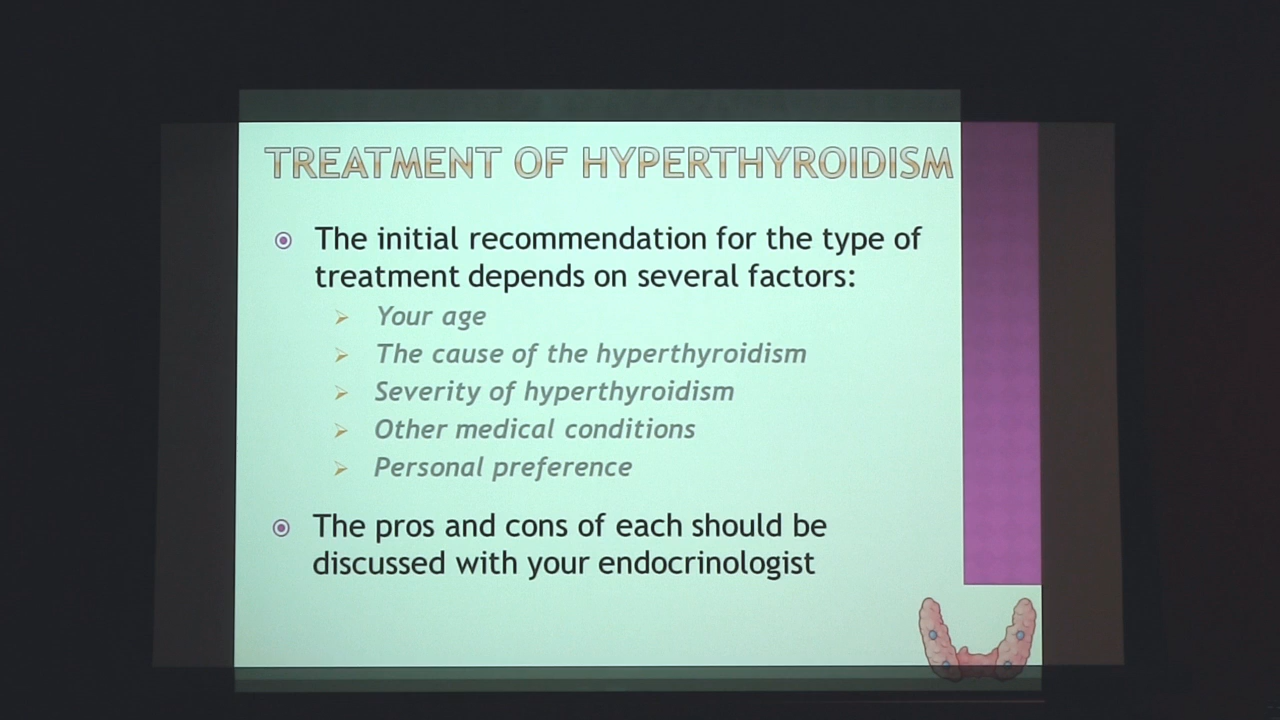 TREATMENT OF HYPERTHYROIDISM
The initial recommendation for the type of
treatment depends on several factors:
Your age
The cause of the hyperthyroidism
Severity of hyperthyroidism
Other medical conditions
Personal preference
The pros and cons of each should be
discussed with your endocrinologist